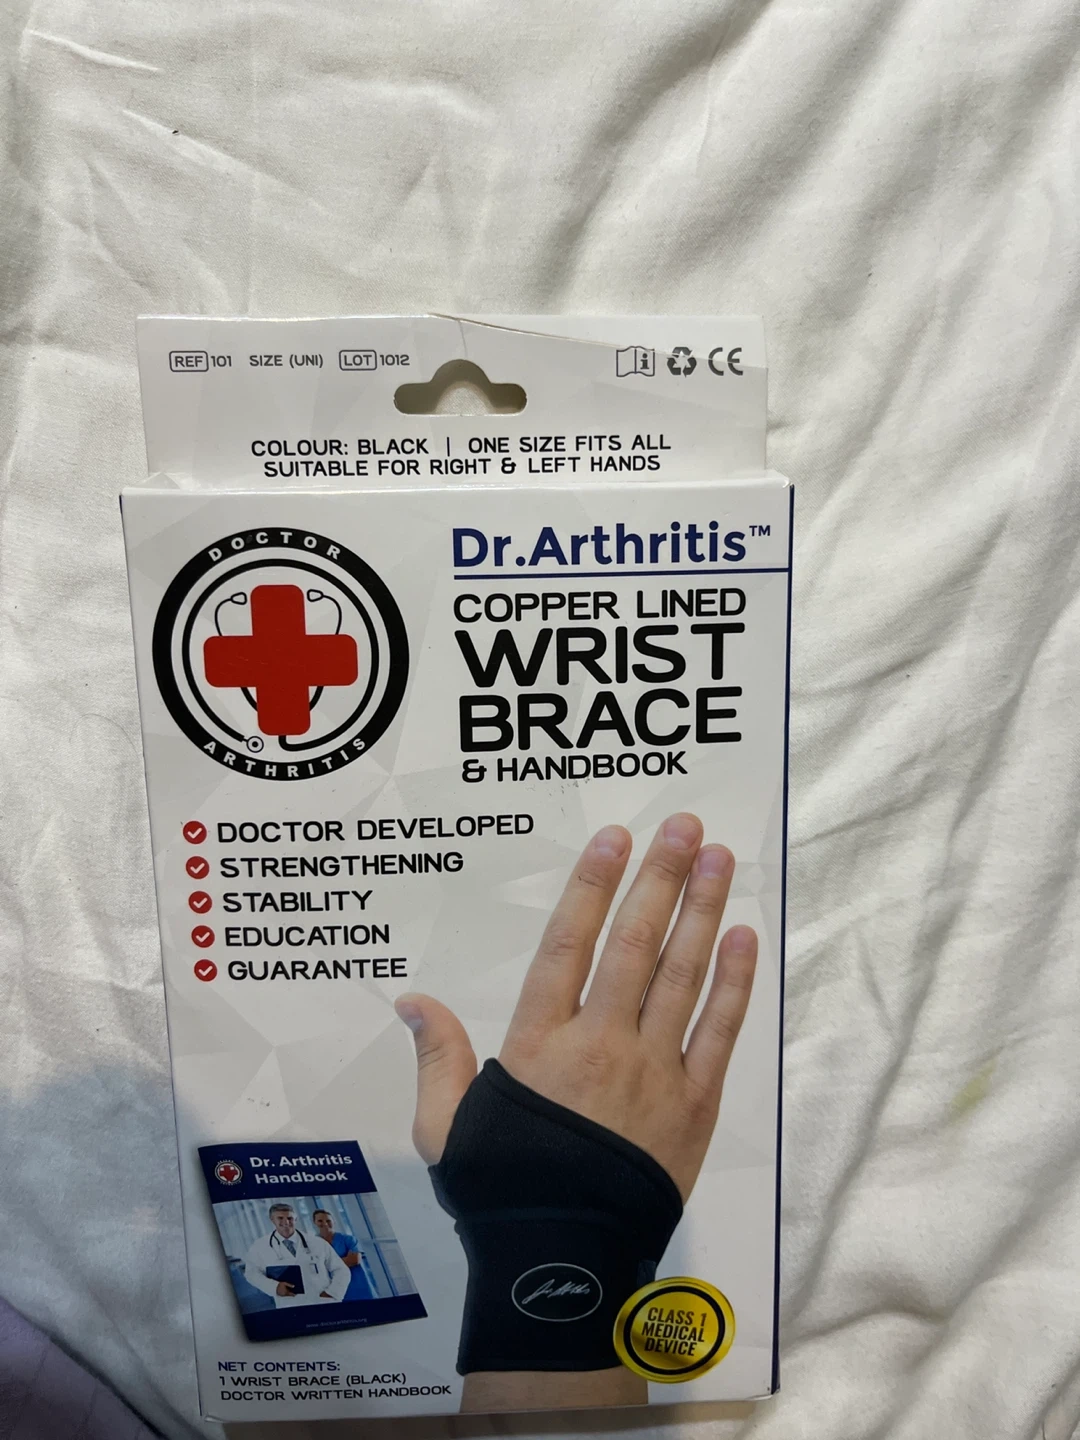 REF 101 SIZE (UNI) LOT 1012
CE
COLOUR: BLACK | ONE SIZE FITS ALL
SUITABLE FOR RIGHT & LEFT HANDS
DOCTOR
ARTHRITIS
Dr.Arthritis™
COPPER LINED
WRIST
BRACE
& HANDBOOK
DOCTOR DEVELOPED
STRENGTHENING
STABILITY
EDUCATION
GUARANTEE
Dr. Arthritis
Handbook
CLASS 1
MEDICAL
DEVICE
NET CONTENTS:
1 WRIST BRACE (BLACK)
DOCTOR WRITTEN HANDBOOK